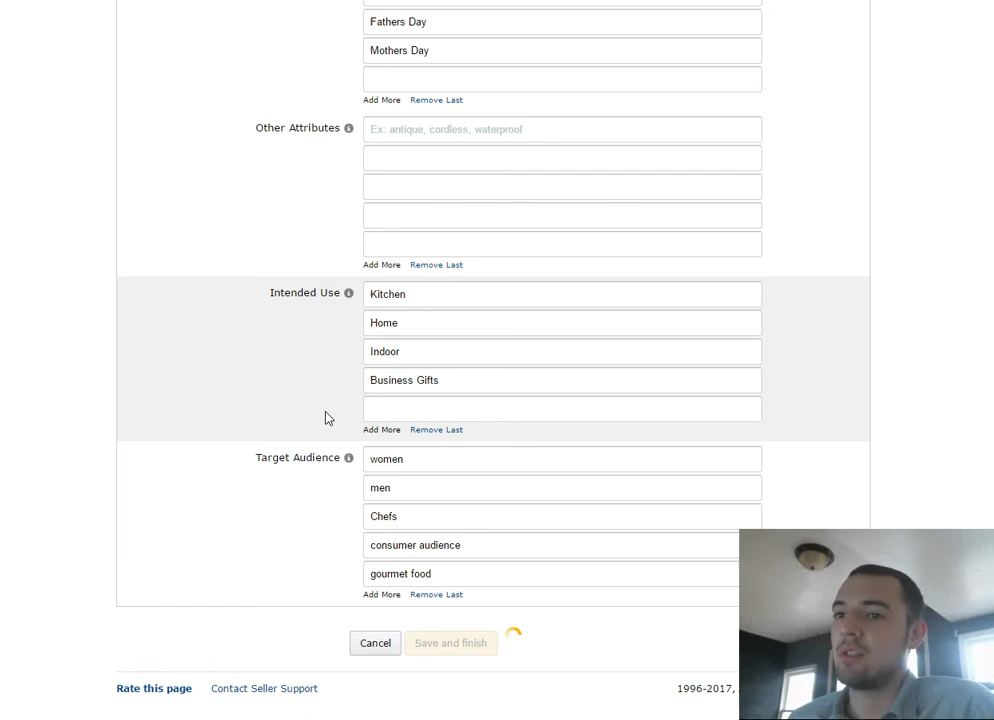 Fathers Day
Mothers Day
Add More Remove Last
Other Attributes
Ex: antique, cordless, waterproof
Add More Remove Last
Intended Use
Kitchen
Home
Indoor
Business Gifts
Add More Remove Last
Target Audience
women
men
Chefs
consumer audience
gourmet food
Add More Remove Last
Cancel Save and finish
Rate this page Contact Seller Support 1996-2017,